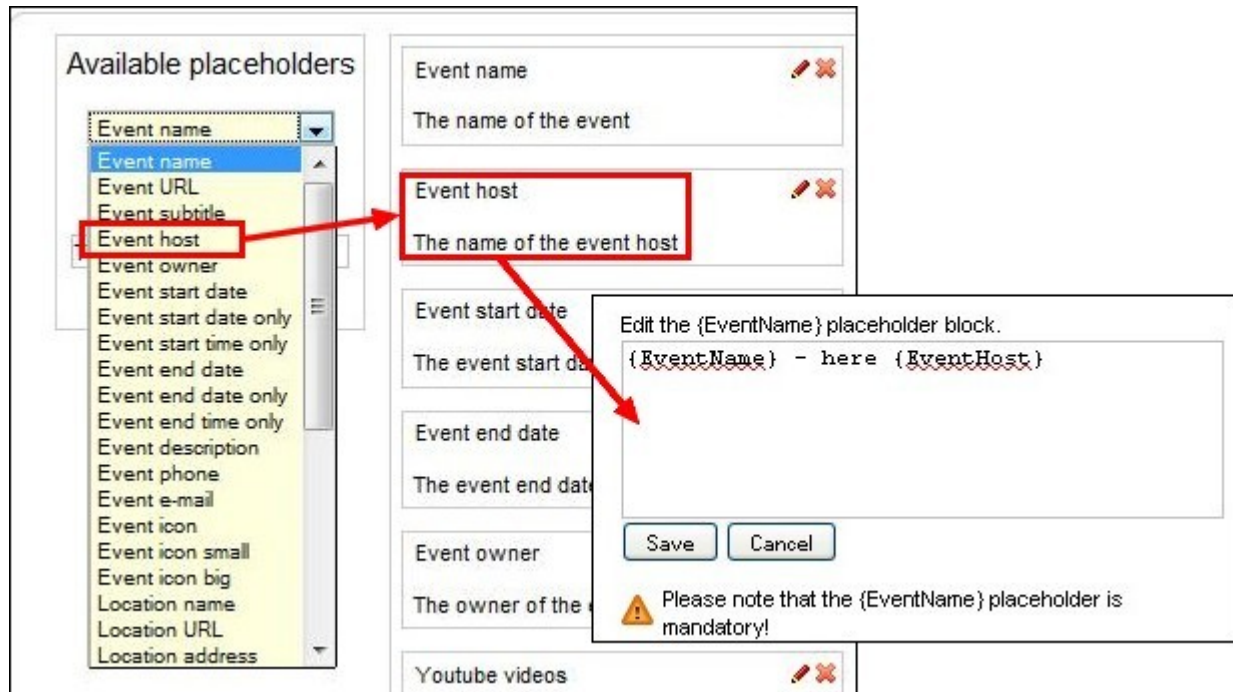 Available placeholders
Event name
Event name
Event URL
Event subtitle
Event host
Event owner
Event start date
Event start date only
Event start time only
Event end date
Event end date only
Event end time only
Event description
Event phone
Event e-mail
Event icon
Event icon small
Event icon big
Location name
Location URL
Location address
Event name
The name of the event
Event host
The name of the event host
Event start date
The event start da
Event end date
The event end date
Event owner
The owner of the
Youtube videos
Edit the {EventName} placeholder block.
{EventName} - here {EventHost}
Save Cancel
Please note that the {EventName} placeholder is
mandatory!